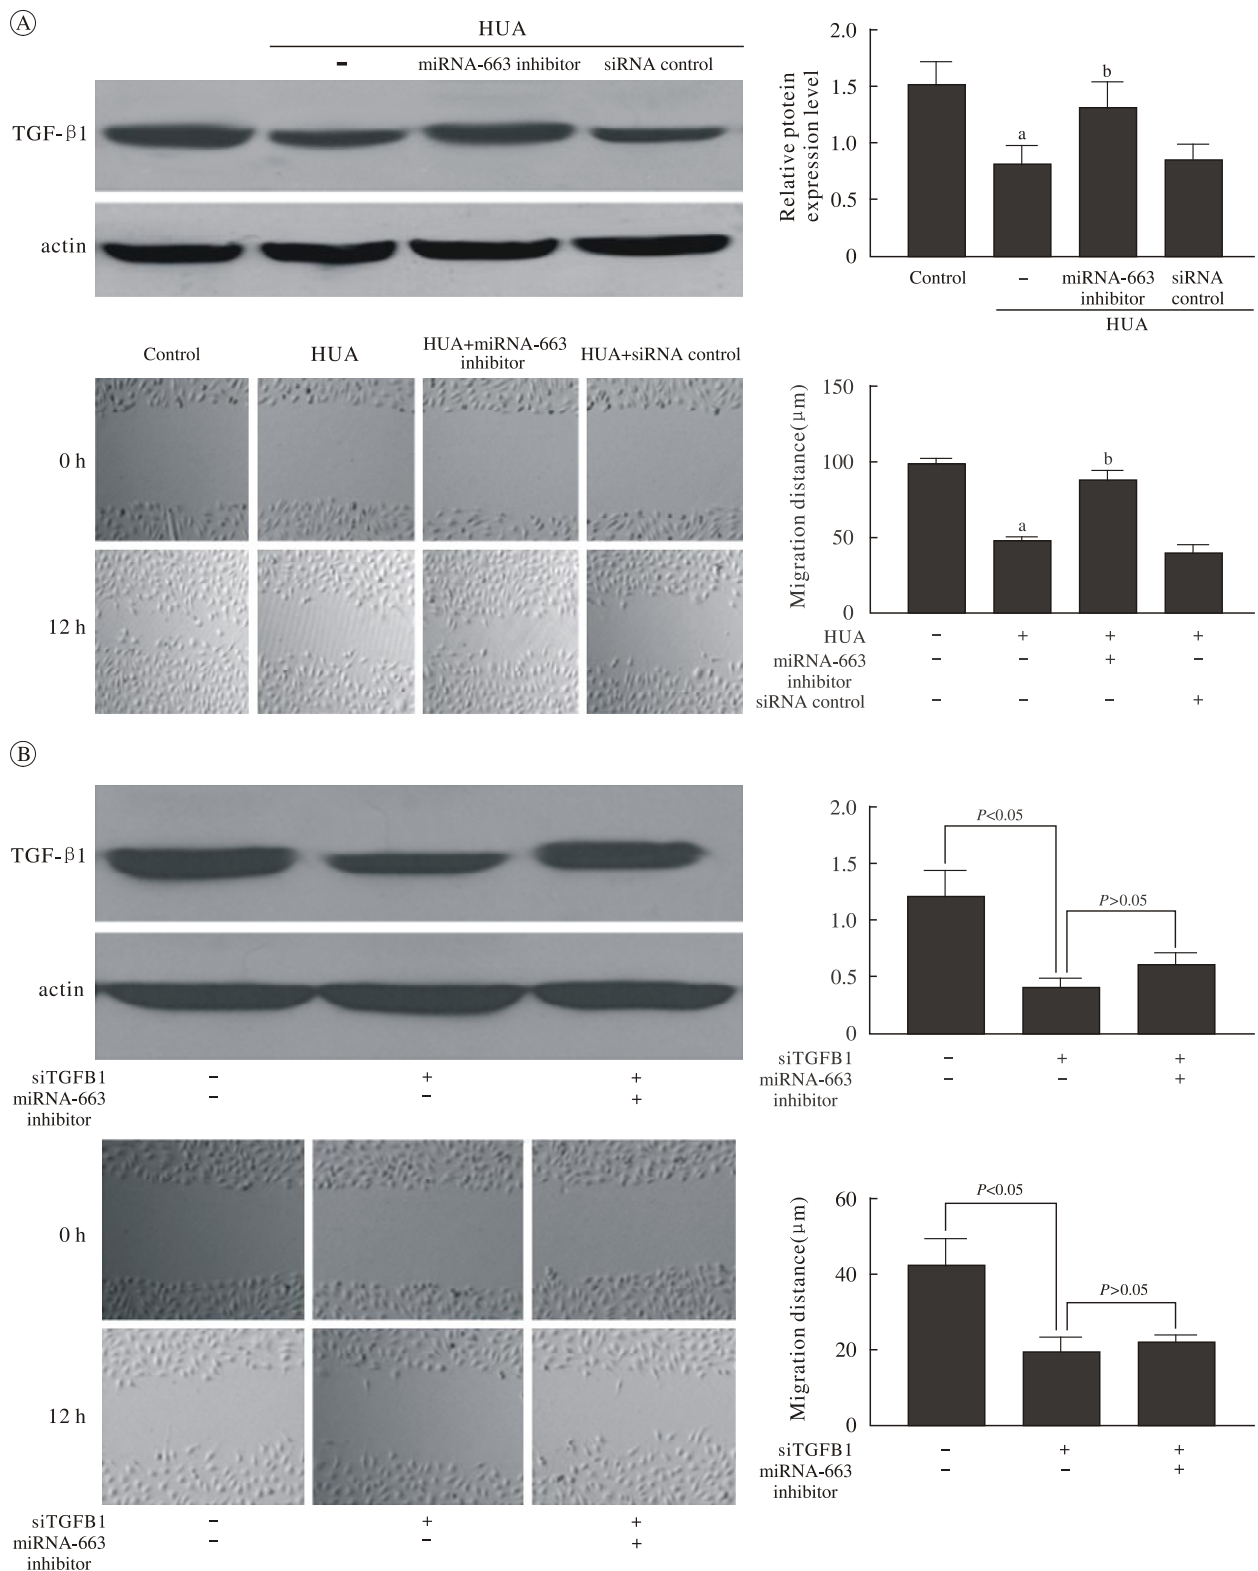 A
HUA
– miRNA-663 inhibitor siRNA control
TGF-β1
actin
2.0
1.5
1.0
0.5
0
Relative ptotein
expression level
a
b
Control – miRNA-663 siRNA
inhibitor control
HUA
Control HUA HUA+miRNA-663 HUA+siRNA control
inhibitor
0 h
12 h
150
100
50
0
Migration distance(μm)
a
b
HUA – + + +
miRNA-663 – – + –
inhibitor
siRNA control – – – +
B
TGF-β1
actin
siTGFB1 – + +
miRNA-663 – – +
inhibitor
2.0
1.5
1.0
0.5
0
P<0.05
P>0.05
siTGFB1 – + +
miRNA-663 – – +
inhibitor
0 h
12 h
siTGFB1 – + +
miRNA-663 – – +
inhibitor
60
40
20
0
Migration distance(μm)
P<0.05
P>0.05
siTGFB1 – + +
miRNA-663 – – +
inhibitor